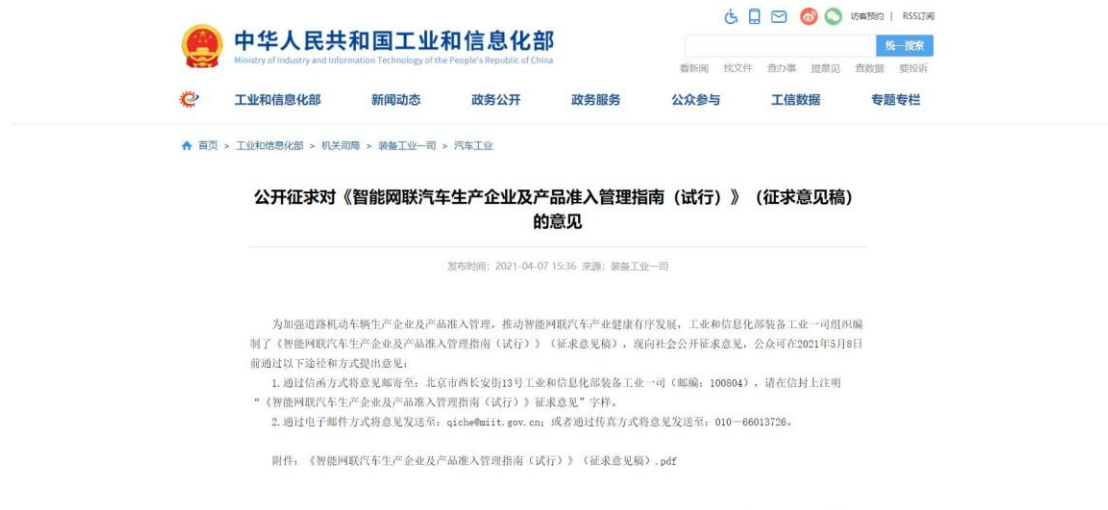 访客预约 | RSS订阅
中华人民共和国工业和信息化部
Ministry of Industry and Information Technology of the People's Republic of China
统一搜索
看新闻 找文件 查办事 提意见 查数据 要投诉
工业和信息化部 新闻动态 政务公开 政务服务 公众参与 工信数据 专题专栏
首页 > 工业和信息化部 > 机关司局 > 装备工业一司 > 汽车工业
公开征求对《智能网联汽车生产企业及产品准入管理指南（试行）》（征求意见稿）
的意见
发布时间：2021-04-07 15:36 来源：装备工业一司
为加强道路机动车辆生产企业及产品准入管理，推动智能网联汽车产业健康有序发展，工业和信息化部装备工业一司组织编
制了《智能网联汽车生产企业及产品准入管理指南（试行）》（征求意见稿），现向社会公开征求意见，公众可在2021年5月8日
前通过以下途径和方式提出意见：
1.通过信函方式将意见邮寄至：北京市西长安街13号工业和信息化部装备工业一司（邮编：100804），请在信封上注明
“《智能网联汽车生产企业及产品准入管理指南（试行）》征求意见”字样。
2.通过电子邮件方式将意见发送至：qiche@miit.gov.cn；或者通过传真方式将意见发送至：010－66013726。
附件：《智能网联汽车生产企业及产品准入管理指南（试行）》（征求意见稿）.pdf